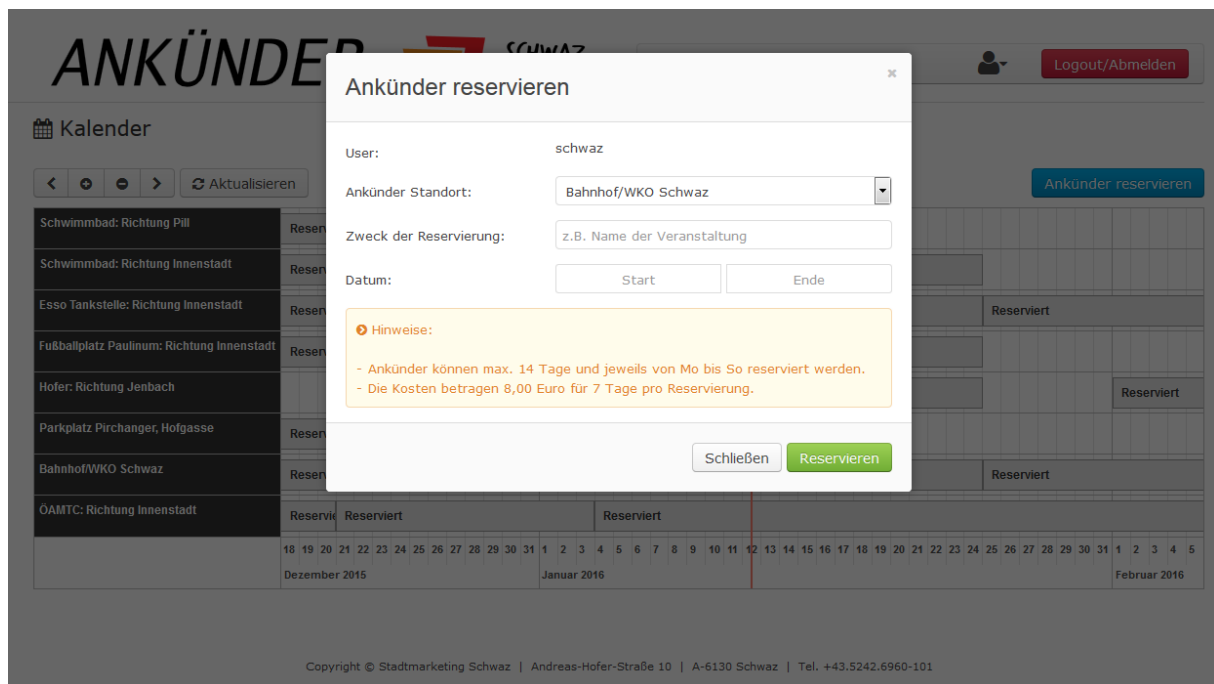 ANKÜNDER
SCHWAZ
Logout/Abmelden
Ankünder reservieren
×
Kalender
User: schwaz
Aktualisieren
Ankünder reservieren
Ankünder Standort: Bahnhof/WKO Schwaz
Zweck der Reservierung: z.B. Name der Veranstaltung
Datum: Start Ende
Hinweise:
- Ankünder können max. 14 Tage und jeweils von Mo bis So reserviert werden.
- Die Kosten betragen 8,00 Euro für 7 Tage pro Reservierung.
Schließen Reservieren
Schwimmbad: Richtung Pill
Schwimmbad: Richtung Innenstadt
Esso Tankstelle: Richtung Innenstadt Reserviert
Fußballplatz Paulinum: Richtung Innenstadt
Hofer: Richtung Jenbach Reserviert
Parkplatz Pirchanger, Hofgasse
Bahnhof/WKO Schwaz Reserviert
ÖAMTC: Richtung Innenstadt Reserviert Reserviert
18 19 20 21 22 23 24 25 26 27 28 29 30 31 1 2 3 4 5 6 7 8 9 10 11 12 13 14 15 16 17 18 19 20 21 22 23 24 25 26 27 28 29 30 31 1 2 3 4 5
Dezember 2015 Januar 2016 Februar 2016
Copyright © Stadtmarketing Schwaz | Andreas-Hofer-Straße 10 | A-6130 Schwaz | Tel. +43.5242.6960-101